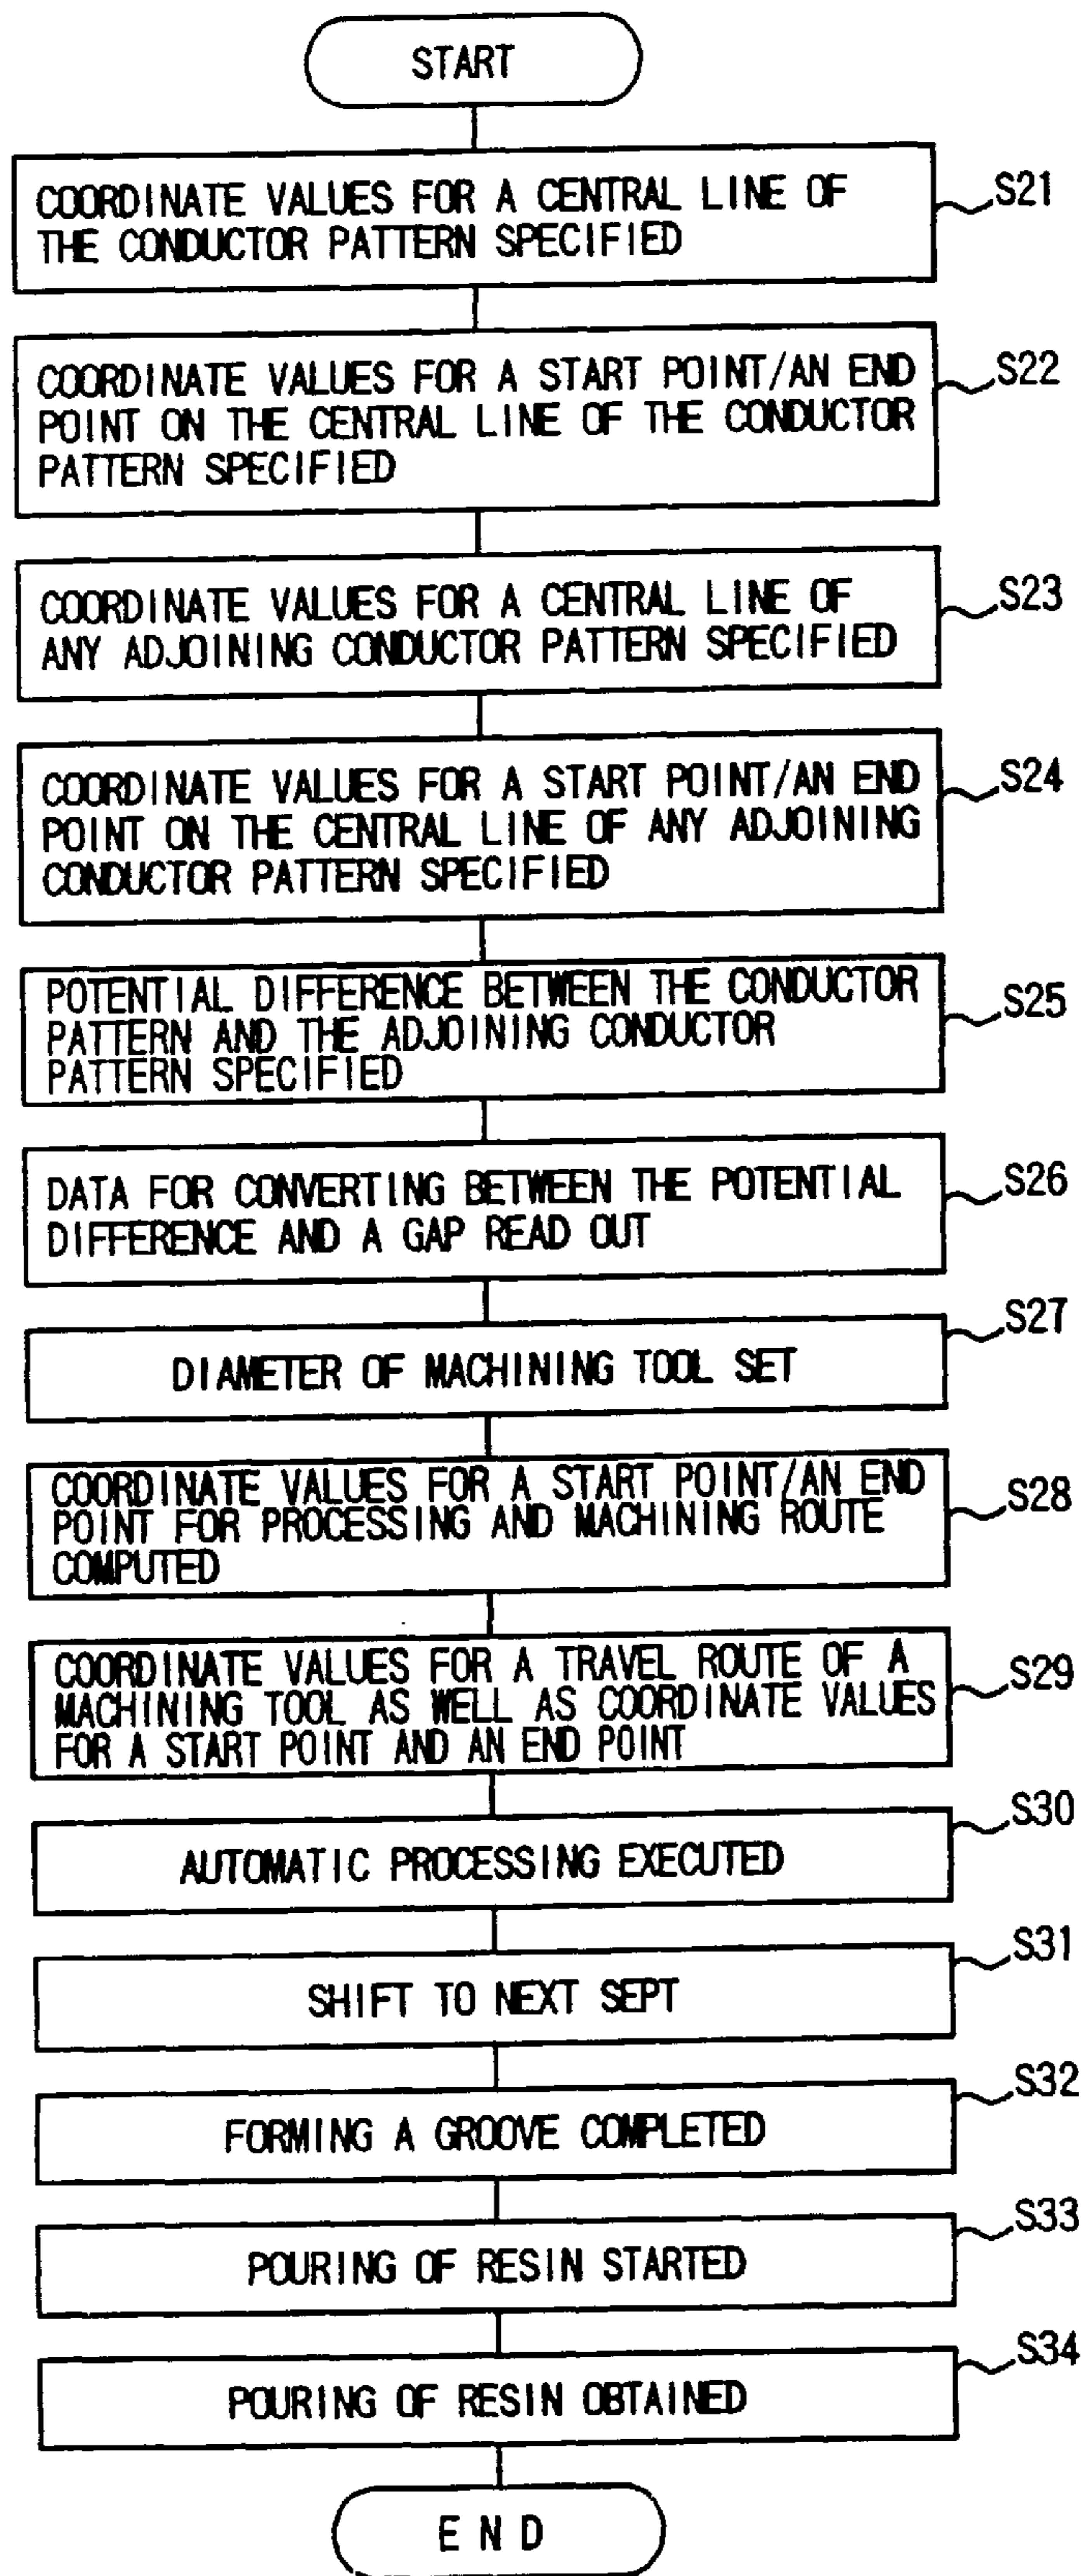 START
COORDINATE VALUES FOR A CENTRAL LINE OF
THE CONDUCTOR PATTERN SPECIFIED
S21
COORDINATE VALUES FOR A START POINT/AN END
POINT ON THE CENTRAL LINE OF THE CONDUCTOR
PATTERN SPECIFIED
S22
COORDINATE VALUES FOR A CENTRAL LINE OF
ANY ADJOINING CONDUCTOR PATTERN SPECIFIED
S23
COORDINATE VALUES FOR A START POINT/AN END
POINT ON THE CENTRAL LINE OF ANY ADJOINING
CONDUCTOR PATTERN SPECIFIED
S24
POTENTIAL DIFFERENCE BETWEEN THE CONDUCTOR
PATTERN AND THE ADJOINING CONDUCTOR
PATTERN SPECIFIED
S25
DATA FOR CONVERTING BETWEEN THE POTENTIAL
DIFFERENCE AND A GAP READ OUT
S26
DIAMETER OF MACHINING TOOL SET
S27
COORDINATE VALUES FOR A START POINT/AN END
POINT FOR PROCESSING AND MACHINING ROUTE
COMPUTED
S28
COORDINATE VALUES FOR A TRAVEL ROUTE OF A
MACHINING TOOL AS WELL AS COORDINATE VALUES
FOR A START POINT AND AN END POINT
S29
AUTOMATIC PROCESSING EXECUTED
S30
SHIFT TO NEXT SEPT
S31
FORMING A GROOVE COMPLETED
S32
POURING OF RESIN STARTED
S33
POURING OF RESIN OBTAINED
S34
END